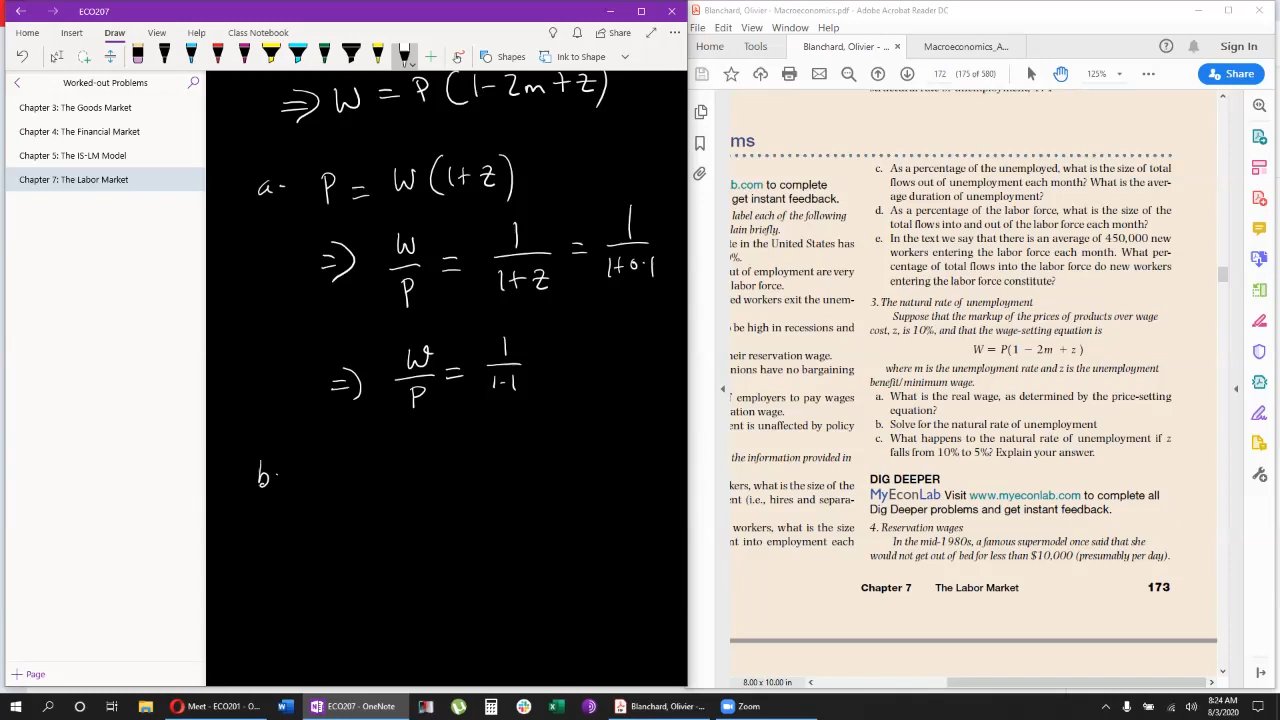 ECO207
Home Insert Draw View Help Class Notebook Share
Shapes Ink to Shape
Worked-out Problems
Chapter 3: The Goods Market
Chapter 4: The Financial Market
Chapter 5: The IS-LM Model
Chapter 7: The Labor Market
Page
⇒ W = P (1 - 2m + z)
a- P = W (1 + z)
⇒ W/P = 1/(1+z) = 1/(1+0.1)
⇒ W/P = 1/1.1
b.
Blanchard, Olivier - Macroeconomics.pdf - Adobe Acrobat Reader DC
File Edit View Window Help
Home Tools Blanchard, Olivier - ... × Macroeconomics_A... Sign In
172 (175 of 580) 125% Share
ms
b.com to complete
get instant feedback.
label each of the following
lain briefly.
te in the United States has
0%.
out of employment are very
labor force.
ed workers exit the unem-
o be high in recessions and
heir reservation wage.
nions have no bargaining
f employers to pay wages
ation wage.
ent is unaffected by policy
the information provided in
kers, what is the size of the
nt (i.e., hires and separa-
workers, what is the size
nt into employment each
structural rate of unemployment, 171
c. As a percentage of the unemployed, what is the size of total
flows out of unemployment each month? What is the aver-
age duration of unemployment?
d. As a percentage of the labor force, what is the size of the
total flows into and out of the labor force each month?
e. In the text we say that there is an average of 450,000 new
workers entering the labor force each month. What per-
centage of total flows into the labor force do new workers
entering the labor force constitute?
3. The natural rate of unemployment
Suppose that the markup of the prices of products over wage
cost, z, is 10%, and that the wage-setting equation is
W = P(1 − 2m + z)
where m is the unemployment rate and z is the unemployment
benefit/minimum wage.
a. What is the real wage, as determined by the price-setting
equation?
b. Solve for the natural rate of unemployment
c. What happens to the natural rate of unemployment if z
falls from 10% to 5%? Explain your answer.
DIG DEEPER
MyEconLab Visit www.myeconlab.com to complete all
Dig Deeper problems and get instant feedback.
4. Reservation wages
In the mid-1980s, a famous supermodel once said that she
would not get out of bed for less than $10,000 (presumably per day).
Chapter 7 The Labor Market 173
8.00 x 10.00 in
Meet - ECO201 - O... ECO207 - OneNote Blanchard, Olivier - ... Zoom
8:24 AM
8/3/2020